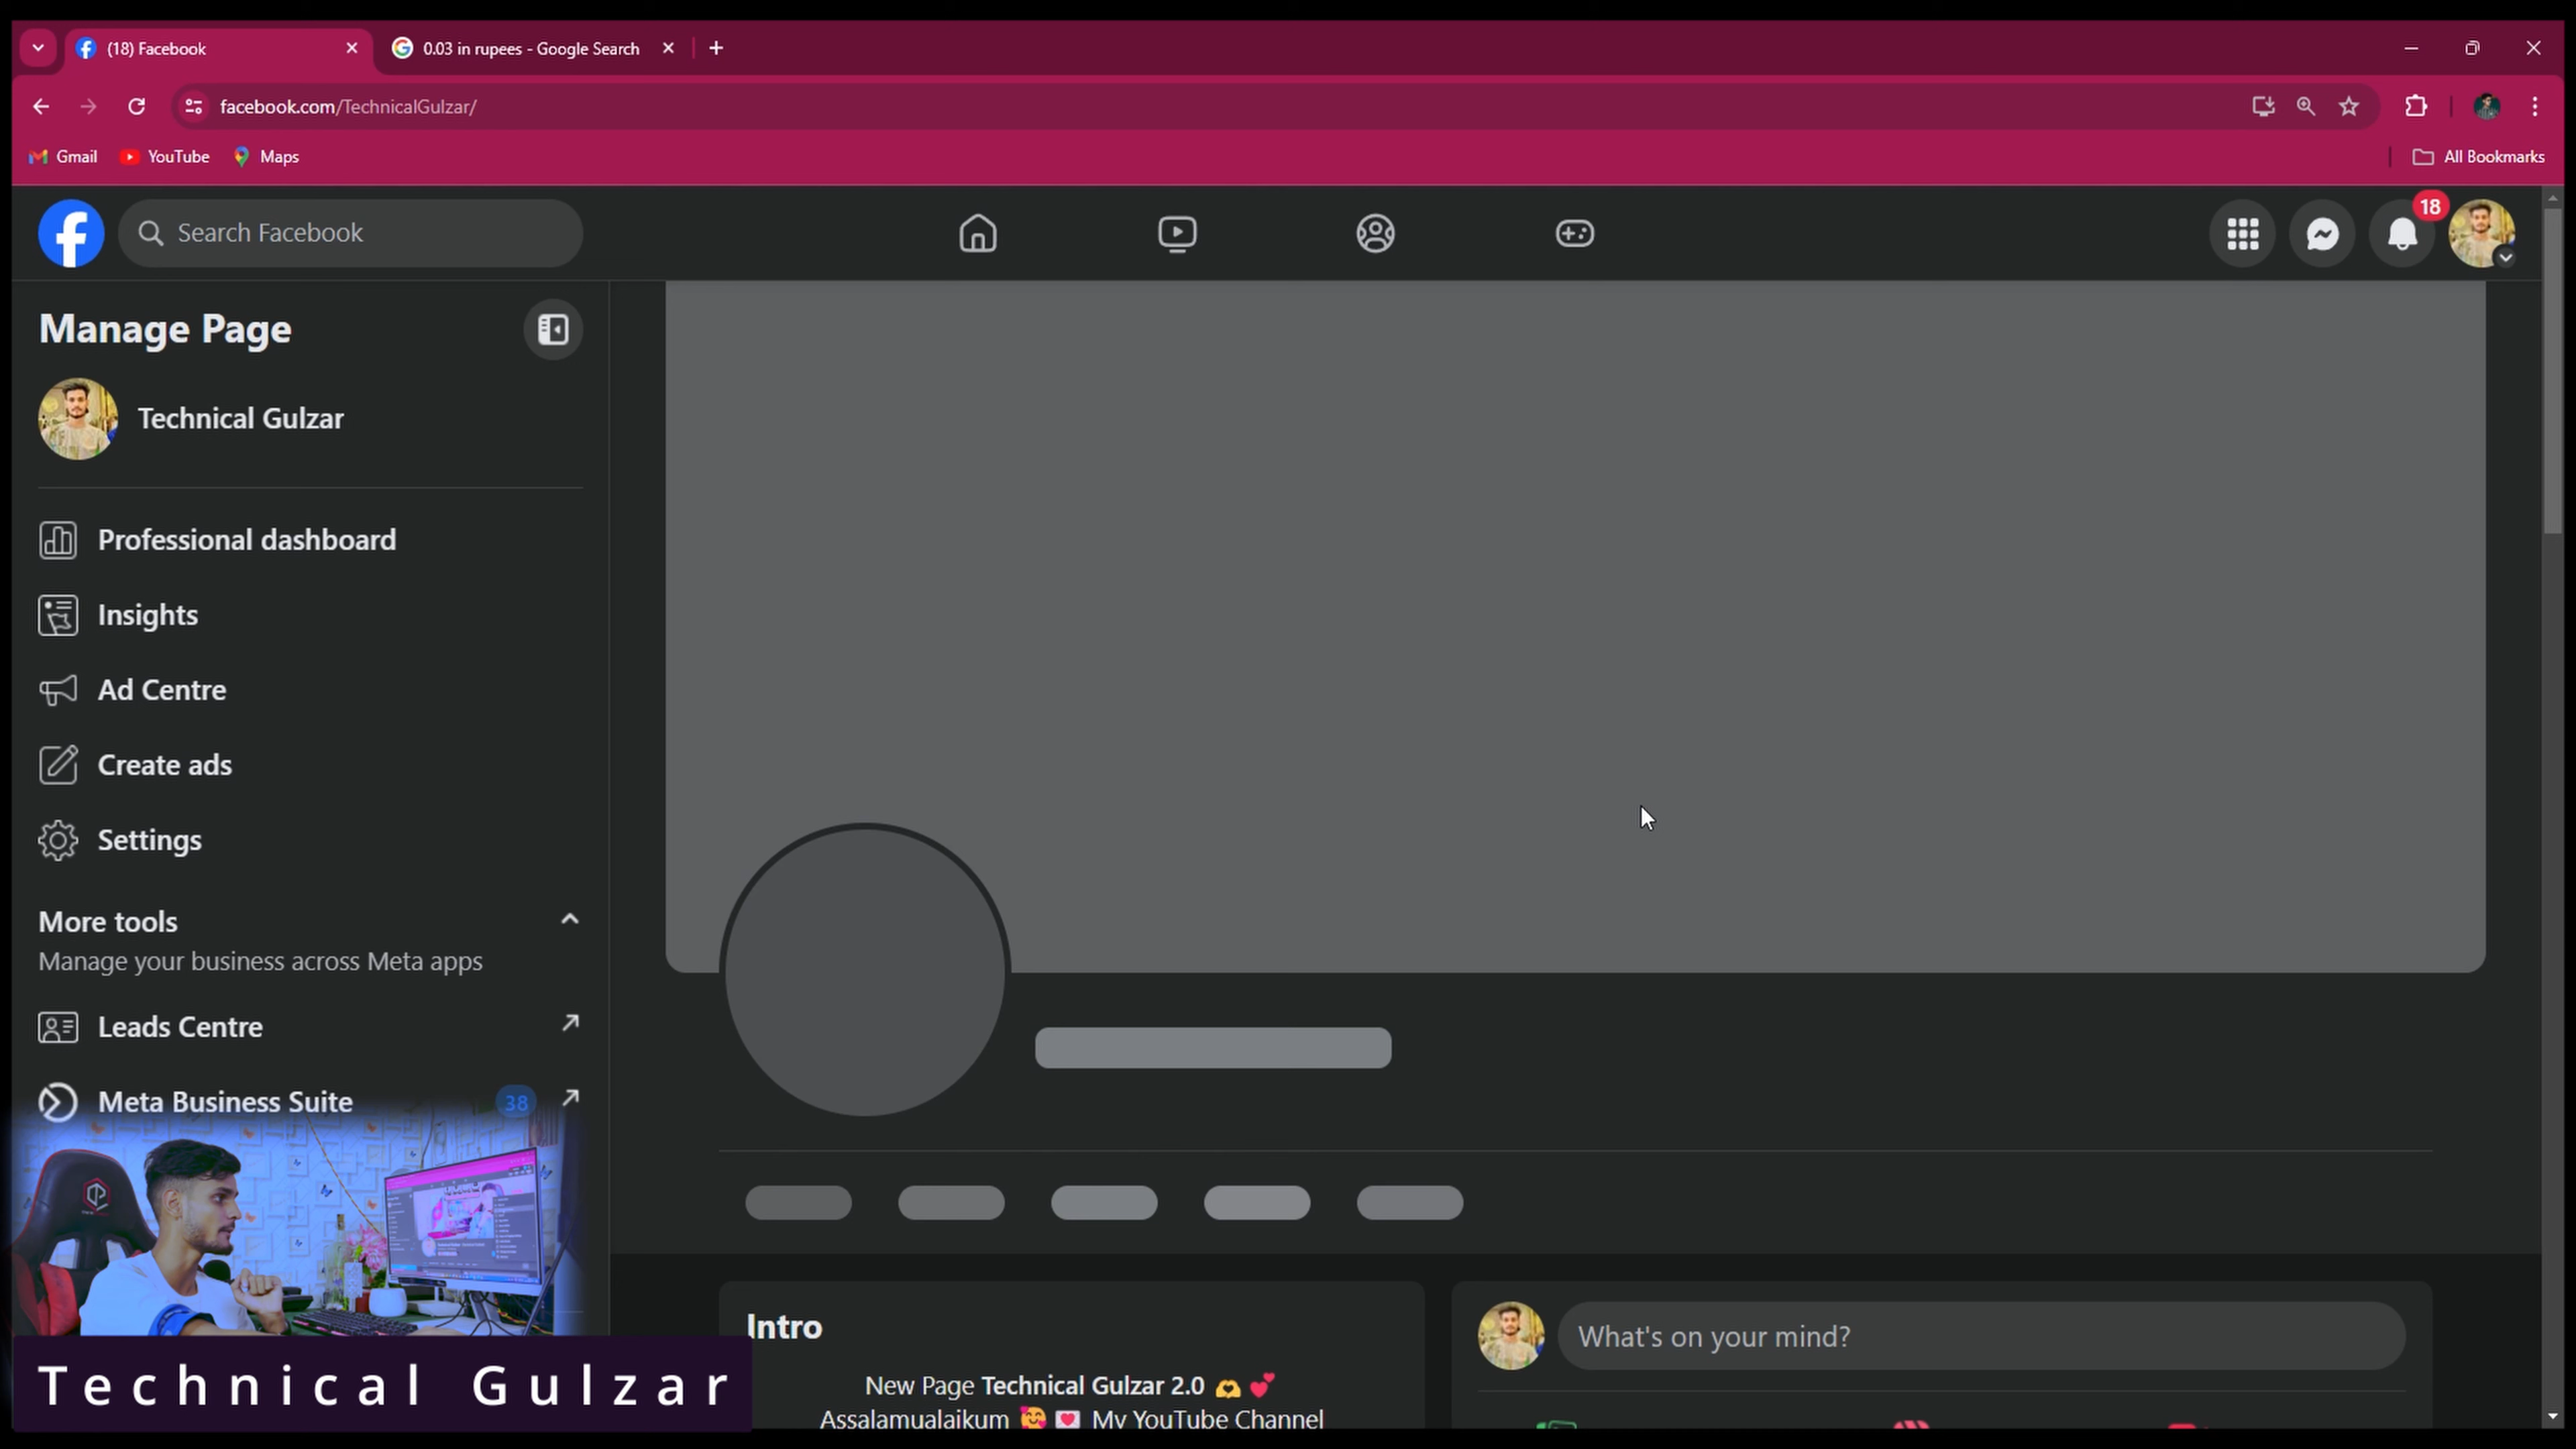 (18) Facebook
0.03 in rupees - Google Search
facebook.com/TechnicalGulzar/
Gmail
YouTube
Maps
All Bookmarks
Search Facebook
18
Manage Page
Technical Gulzar
Professional dashboard
Insights
Ad Centre
Create ads
Settings
More tools
Manage your business across Meta apps
Leads Centre
Meta Business Suite
38
Technical Gulzar
Intro
New Page Technical Gulzar 2.0 🫶 💕
Assalamualaikum 🥰 💌 My YouTube Channel
What's on your mind?